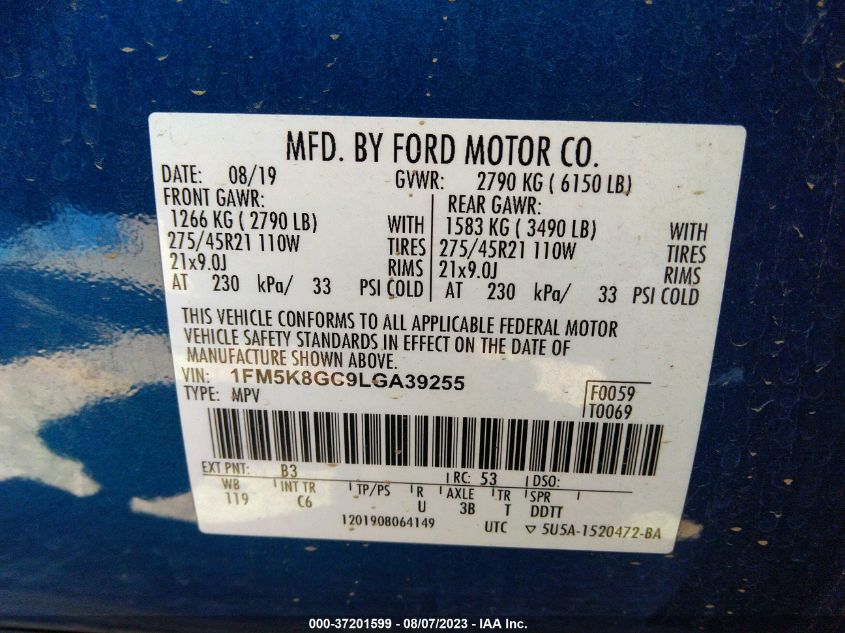 MFD. BY FORD MOTOR CO.
DATE: 08/19 GVWR: 2790 KG ( 6150 LB)
FRONT GAWR: REAR GAWR:
1266 KG ( 2790 LB) WITH 1583 KG ( 3490 LB) WITH
275/45R21 110W TIRES 275/45R21 110W TIRES
21x9.0J RIMS 21x9.0J RIMS
AT 230 kPa/ 33 PSI COLD AT 230 kPa/ 33 PSI COLD
THIS VEHICLE CONFORMS TO ALL APPLICABLE FEDERAL MOTOR
VEHICLE SAFETY STANDARDS IN EFFECT ON THE DATE OF
MANUFACTURE SHOWN ABOVE.
VIN: 1FM5K8GC9LGA39255 F0059
TYPE: MPV T0069
EXT PNT: B3 RC: 53 DSO:
WB INT TR TP/PS R AXLE TR SPR
119 C6 U 3B T DDTT
1201908064149 UTC ▽ 5U5A-1520472-BA
000-37201599 — 08/07/2023 — IAA Inc.